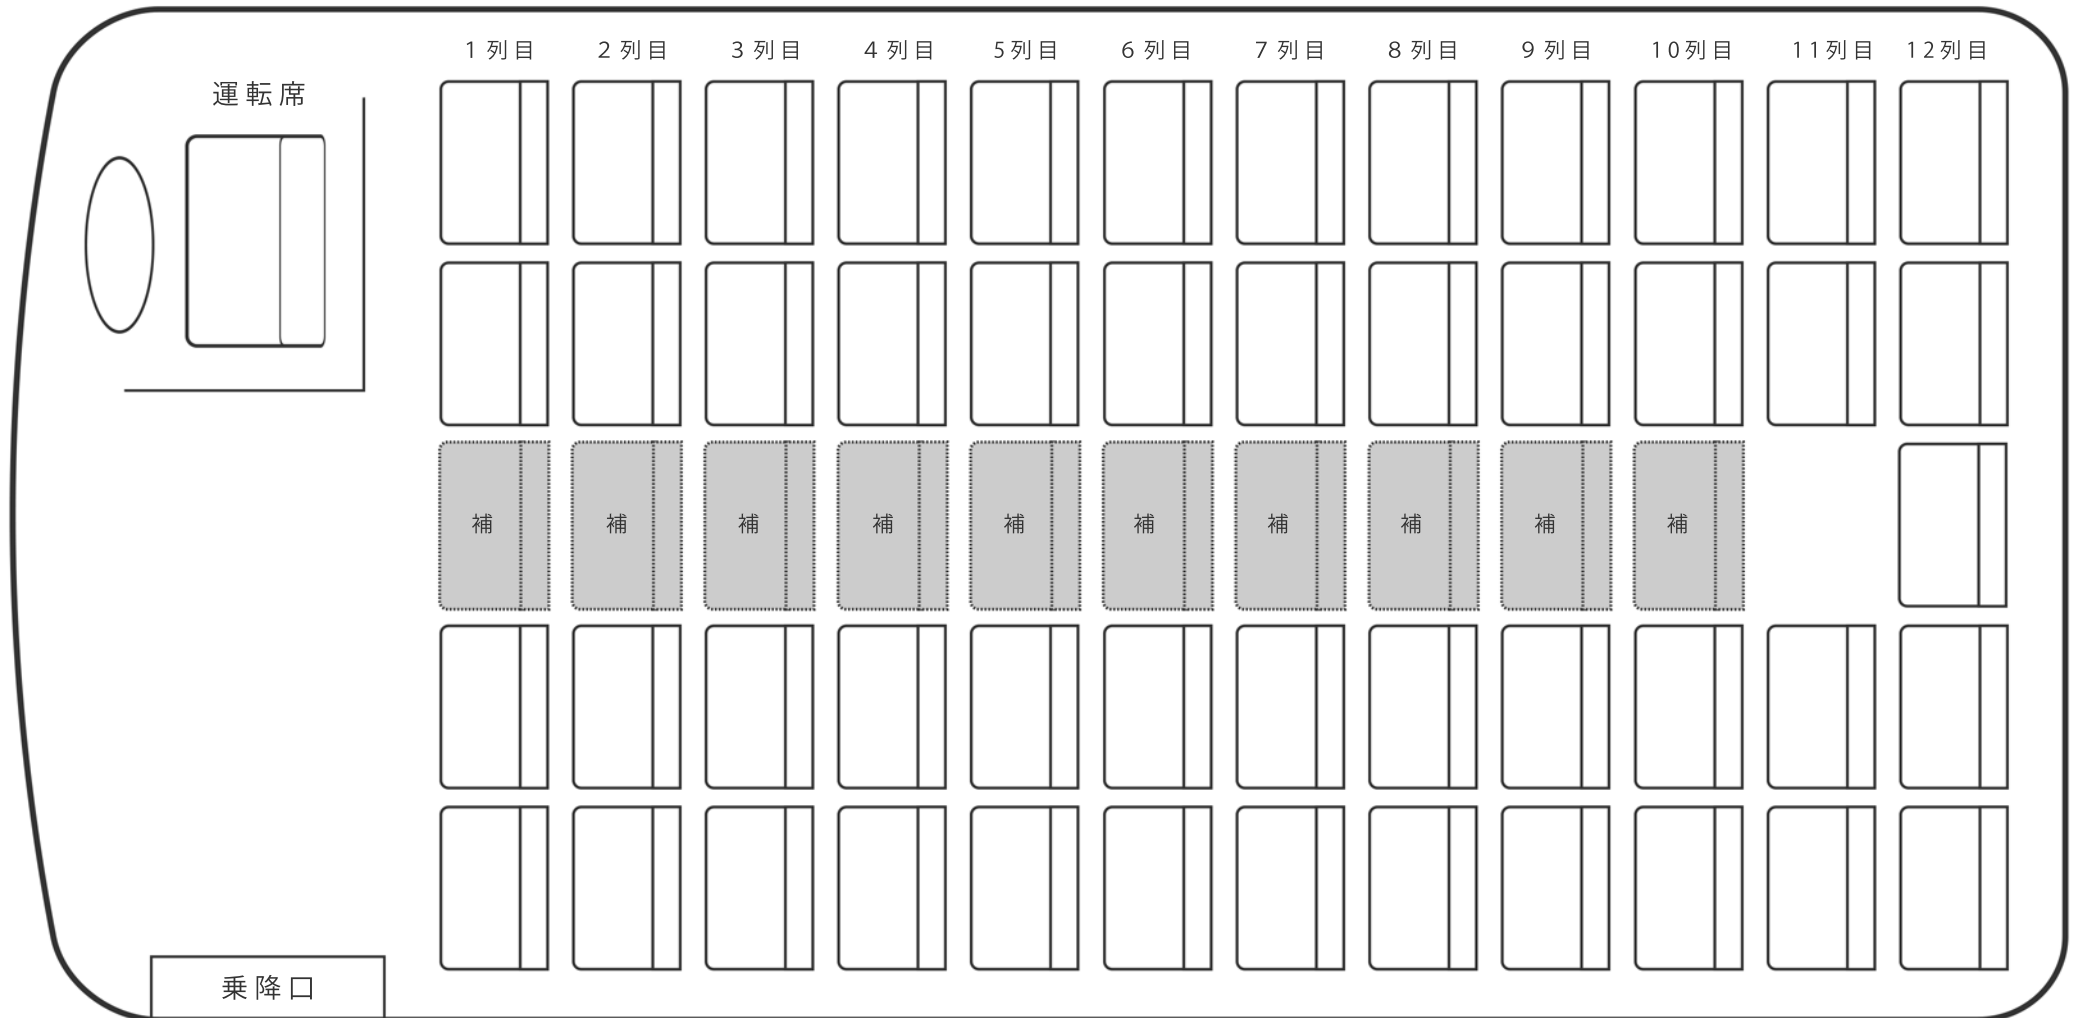 1列目 2列目 3列目 4列目 5列目 6列目 7列目 8列目 9列目 10列目 11列目 12列目
運転席
補 補 補 補 補 補 補 補 補 補
乗降口